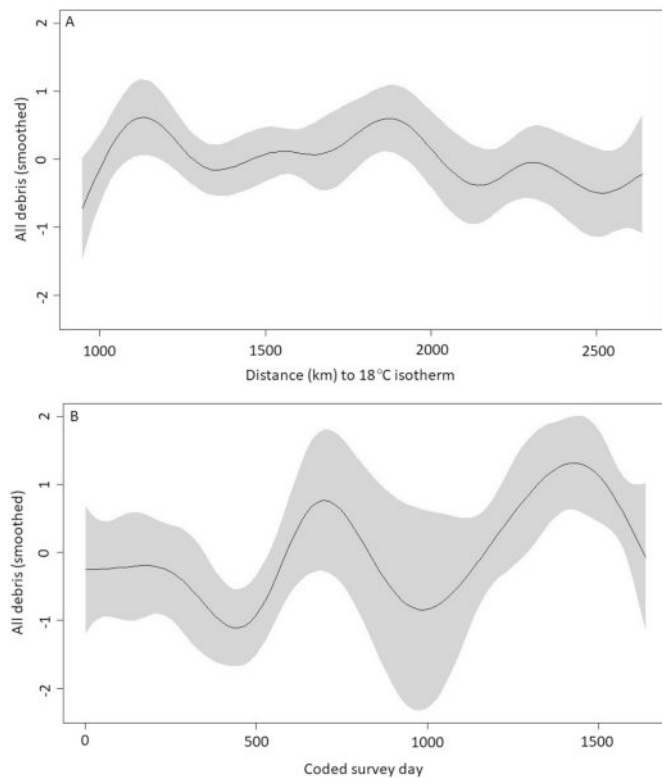 A
2
1
0
-1
-2
All debris (smoothed)
1000 1500 2000 2500
Distance (km) to 18°C isotherm
B
2
1
0
-1
-2
All debris (smoothed)
0 500 1000 1500
Coded survey day